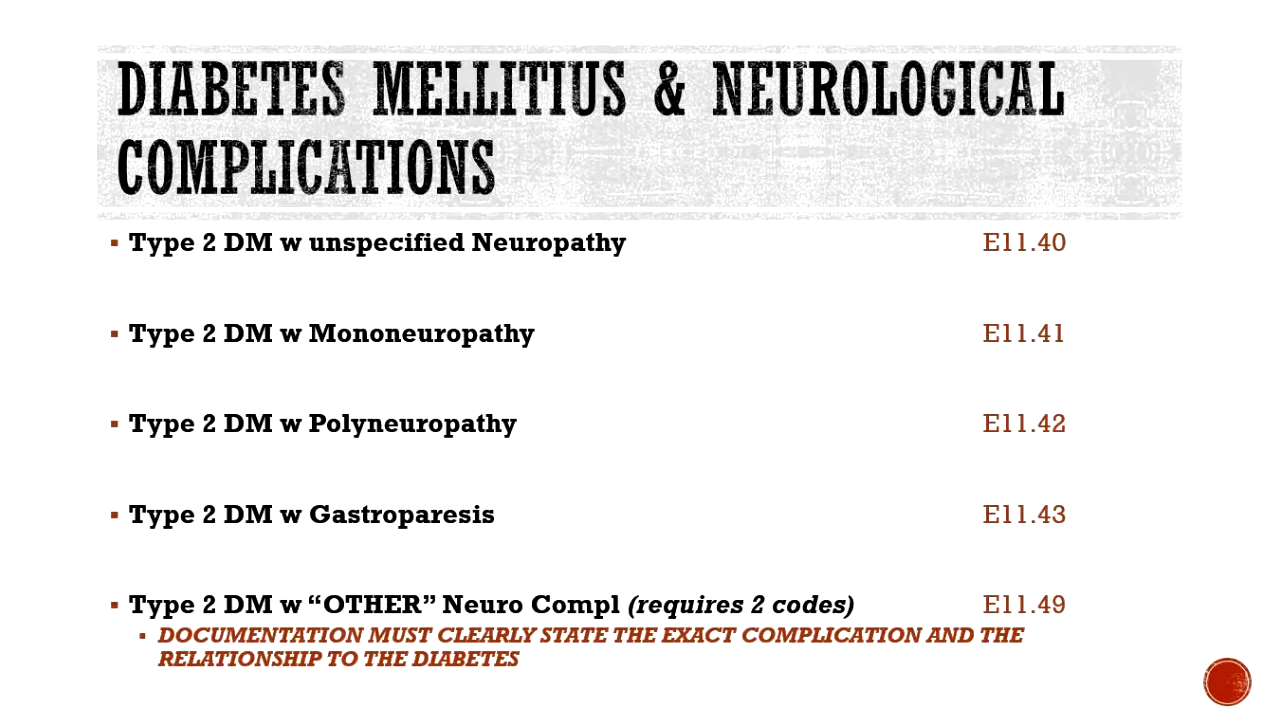 DIABETES MELLITIUS & NEUROLOGICAL
COMPLICATIONS
▪ Type 2 DM w unspecified Neuropathy E11.40
▪ Type 2 DM w Mononeuropathy E11.41
▪ Type 2 DM w Polyneuropathy E11.42
▪ Type 2 DM w Gastroparesis E11.43
▪ Type 2 DM w “OTHER” Neuro Compl (requires 2 codes) E11.49
▪ DOCUMENTATION MUST CLEARLY STATE THE EXACT COMPLICATION AND THE
RELATIONSHIP TO THE DIABETES